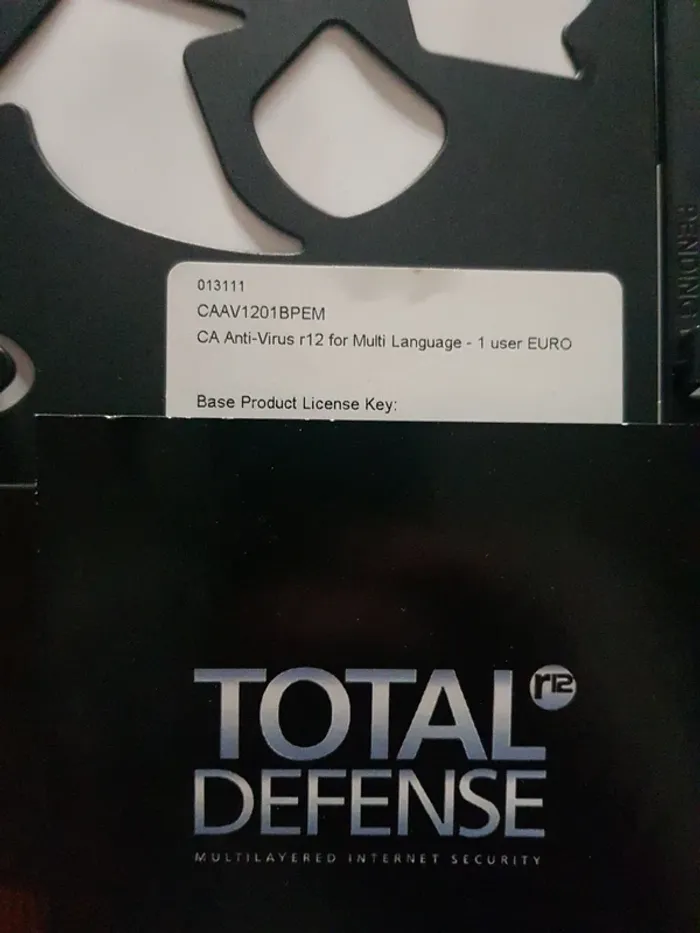 013111
CAAV1201BPEM
CA Anti-Virus r12 for Multi Language - 1 user EURO
Base Product License Key:
TOTAL r12
DEFENSE
MULTILAYERED INTERNET SECURITY
PENDING